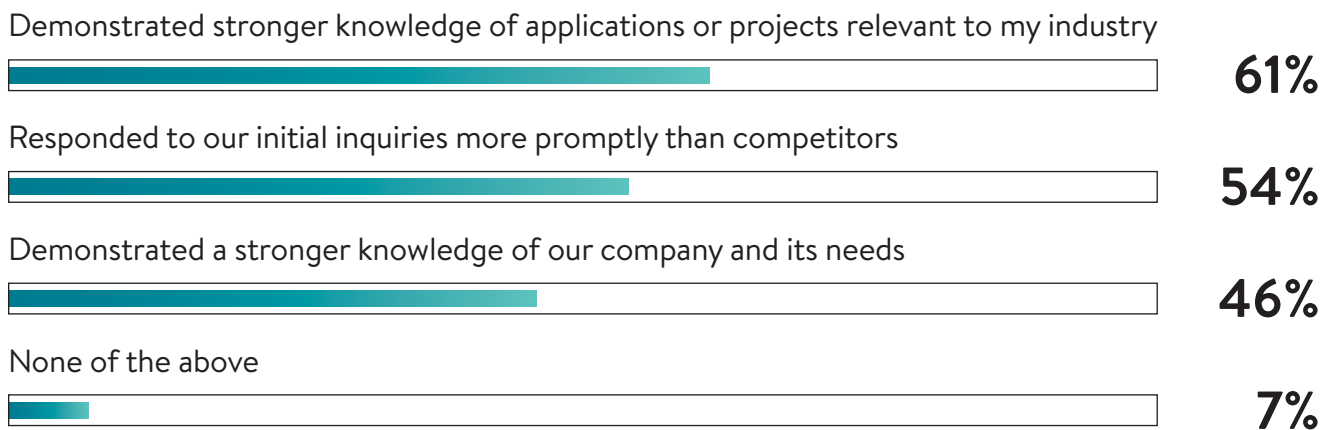 Demonstrated stronger knowledge of applications or projects relevant to my industry
61%
Responded to our initial inquiries more promptly than competitors
54%
Demonstrated a stronger knowledge of our company and its needs
46%
None of the above
7%